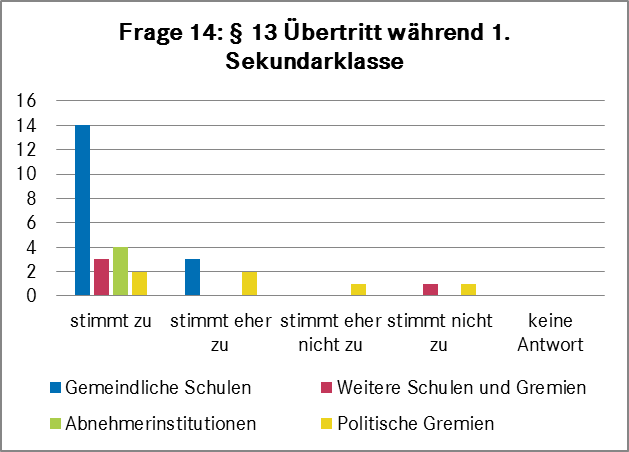 Frage 14: § 13 Übertritt während 1.
Sekundarklasse
16
14
12
10
8
6
4
2
0
stimmt zu
stimmt eher
zu
stimmt eher
nicht zu
stimmt nicht
zu
keine
Antwort
Gemeindliche Schulen
Weitere Schulen und Gremien
Abnehmerinstitutionen
Politische Gremien